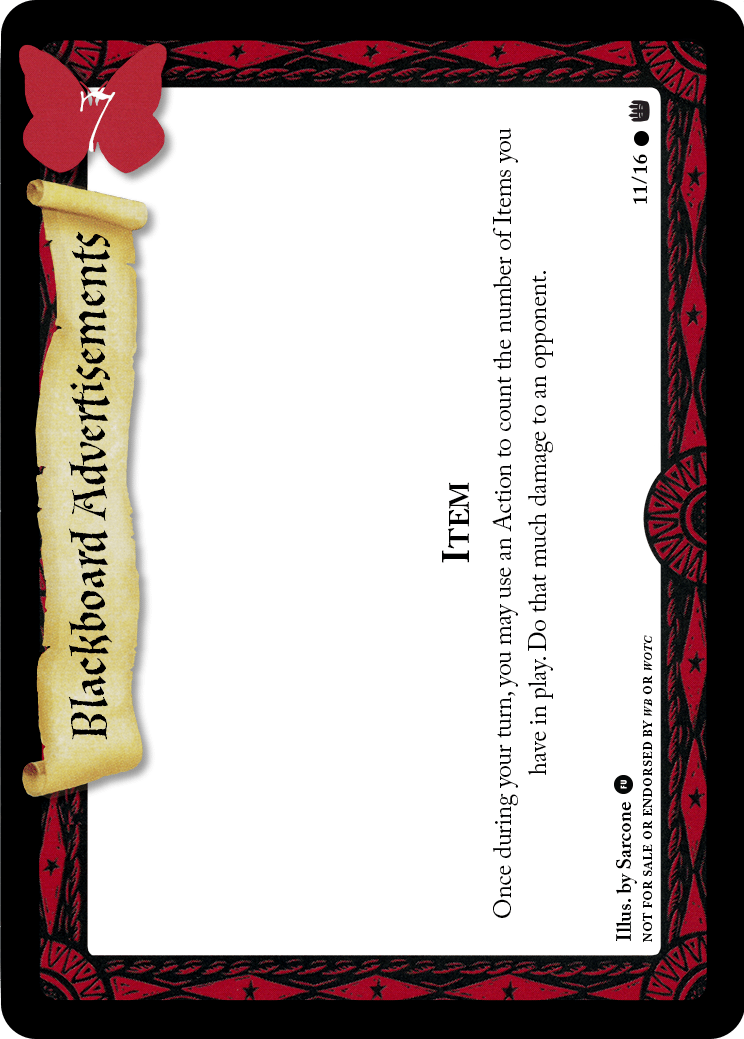 7
Blackboard Advertisements
ITEM
Once during your turn, you may use an Action to count the number of Items you
have in play. Do that much damage to an opponent.
Illus. by Sarcone FU
NOT FOR SALE OR ENDORSED BY WB OR WOTC
11/16